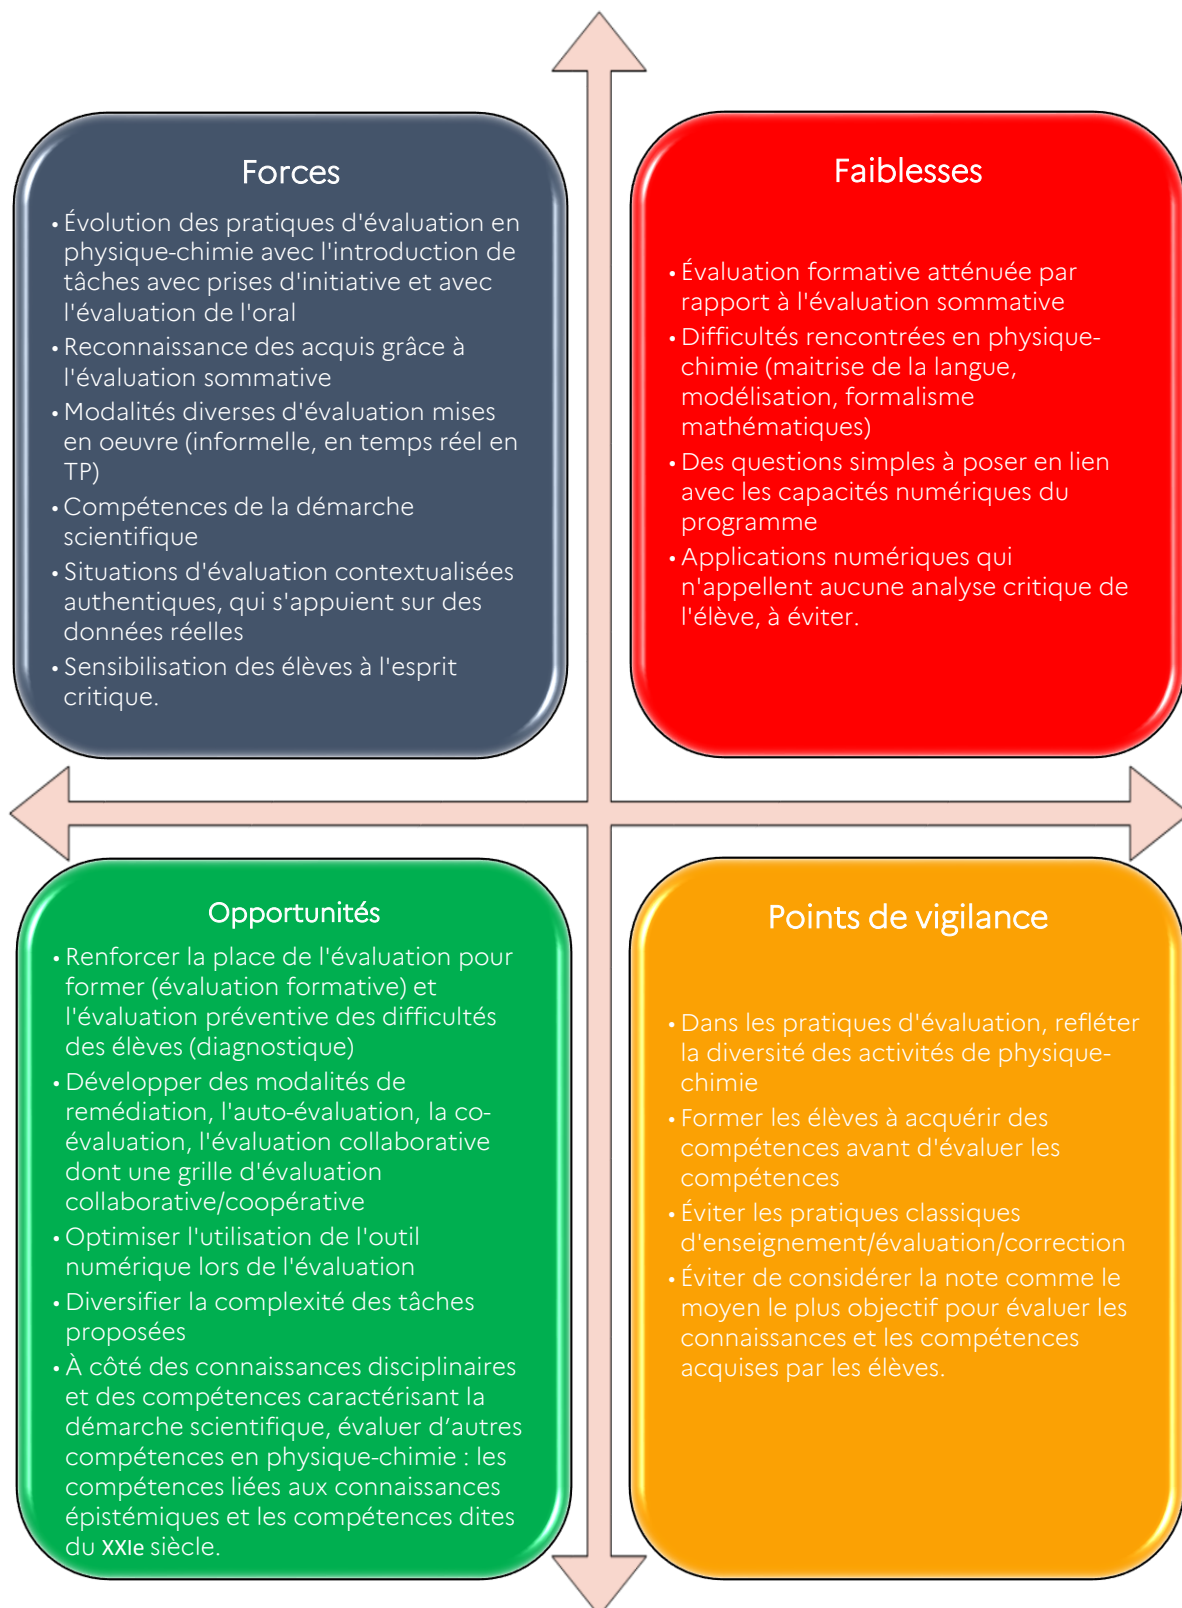 Forces
• Évolution des pratiques d'évaluation en
physique-chimie avec l'introduction de
tâches avec prises d'initiative et avec
l'évaluation de l'oral
• Reconnaissance des acquis grâce à
l'évaluation sommative
• Modalités diverses d'évaluation mises
en oeuvre (informelle, en temps réel en
TP)
• Compétences de la démarche
scientifique
• Situations d'évaluation contextualisées
authentiques, qui s'appuient sur des
données réelles
• Sensibilisation des élèves à l'esprit
critique.
Faiblesses
• Évaluation formative atténuée par
rapport à l'évaluation sommative
• Difficultés rencontrées en physique-
chimie (maitrise de la langue,
modélisation, formalisme
mathématiques)
• Des questions simples à poser en lien
avec les capacités numériques du
programme
• Applications numériques qui
n'appellent aucune analyse critique de
l'élève, à éviter.
Opportunités
• Renforcer la place de l'évaluation pour
former (évaluation formative) et
l'évaluation préventive des difficultés
des élèves (diagnostique)
• Développer des modalités de
remédiation, l'auto-évaluation, la co-
évaluation, l'évaluation collaborative
dont une grille d'évaluation
collaborative/coopérative
• Optimiser l'utilisation de l'outil
numérique lors de l'évaluation
• Diversifier la complexité des tâches
proposées
• À côté des connaissances disciplinaires
et des compétences caractérisant la
démarche scientifique, évaluer d’autres
compétences en physique-chimie : les
compétences liées aux connaissances
épistémiques et les compétences dites
du XXIe siècle.
Points de vigilance
• Dans les pratiques d'évaluation, refléter
la diversité des activités de physique-
chimie
• Former les élèves à acquérir des
compétences avant d'évaluer les
compétences
• Éviter les pratiques classiques
d'enseignement/évaluation/correction
• Éviter de considérer la note comme le
moyen le plus objectif pour évaluer les
connaissances et les compétences
acquises par les élèves.